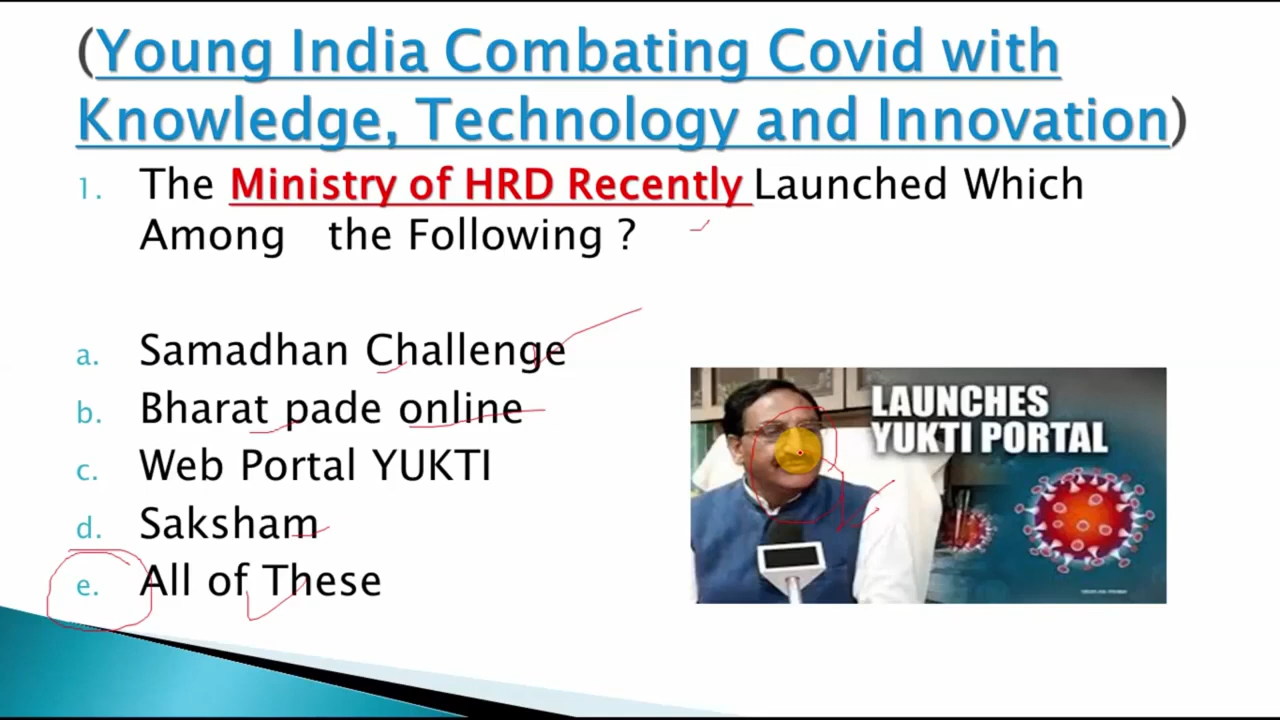 (Young India Combating Covid with
Knowledge, Technology and Innovation)
1. The Ministry of HRD Recently Launched Which
Among the Following ?
a. Samadhan Challenge
b. Bharat pade online
c. Web Portal YUKTI
d. Saksham
e. All of These
LAUNCHES
YUKTI PORTAL